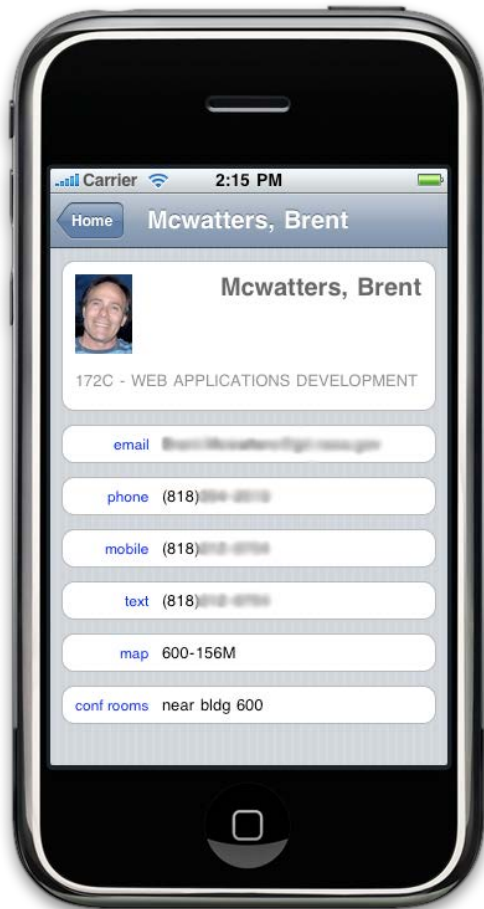 Carrier 2:15 PM
Home Mcwatters, Brent
Mcwatters, Brent
172C - WEB APPLICATIONS DEVELOPMENT
email
phone (818)
mobile (818)
text (818)
map 600-156M
conf rooms near bldg 600